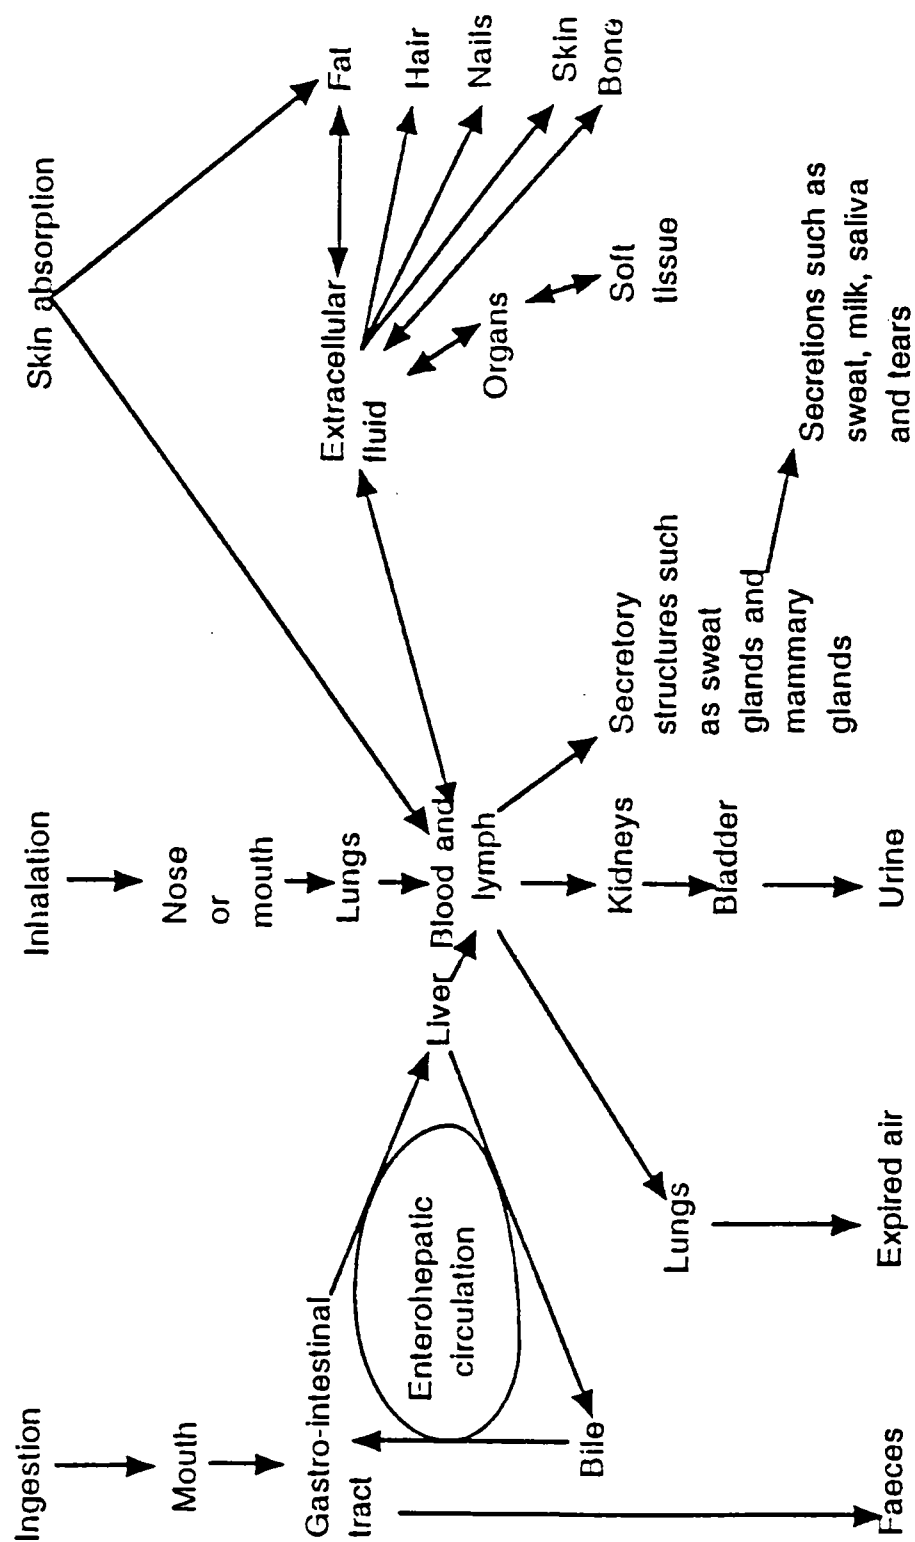 Ingestion
Mouth
Gastro-intestinal
tract
Enterohepatic
circulation
Bile
Faeces
Inhalation
Nose
or
mouth
Lungs
Liver
Blood and
lymph
Kidneys
Bladder
Urine
Lungs
Expired air
Skin absorption
Extracellular
fluid
Fat
Hair
Nails
Skin
Bone
Organs
Soft
tissue
Secretory
structures such
as sweat
glands and
mammary
glands
Secretions such as
sweat, milk, saliva
and tears